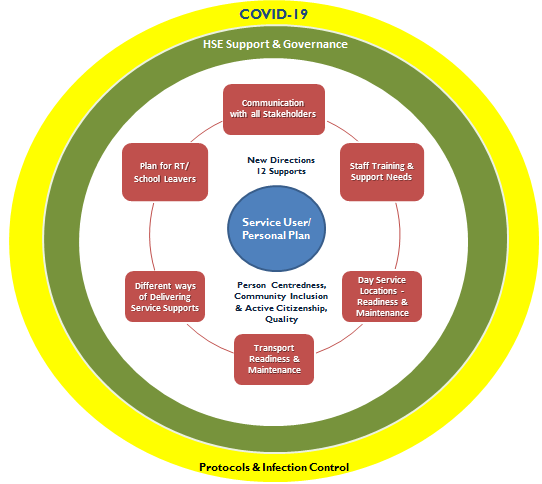 COVID-19
HSE Support & Governance
Communication
with all Stakeholders
Plan for RT/
School Leavers
New Directions
12 Supports
Staff Training &
Support Needs
Service User/
Personal Plan
Different ways
of Delivering
Service Supports
Person Centredness,
Community Inclusion
& Active Citizenship,
Quality
Day Service
Locations -
Readiness &
Maintenance
Transport
Readiness &
Maintenance
Protocols & Infection Control